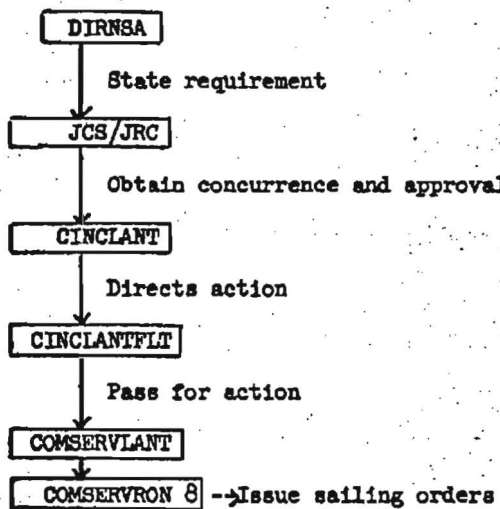 DIRNSA
State requirement
JCS/JRC
Obtain concurrence and approval
CINCLANT
Directs action
CINCLANTFLT
Pass for action
COMSERVLANT
COMSERVRON 8 → Issue sailing orders